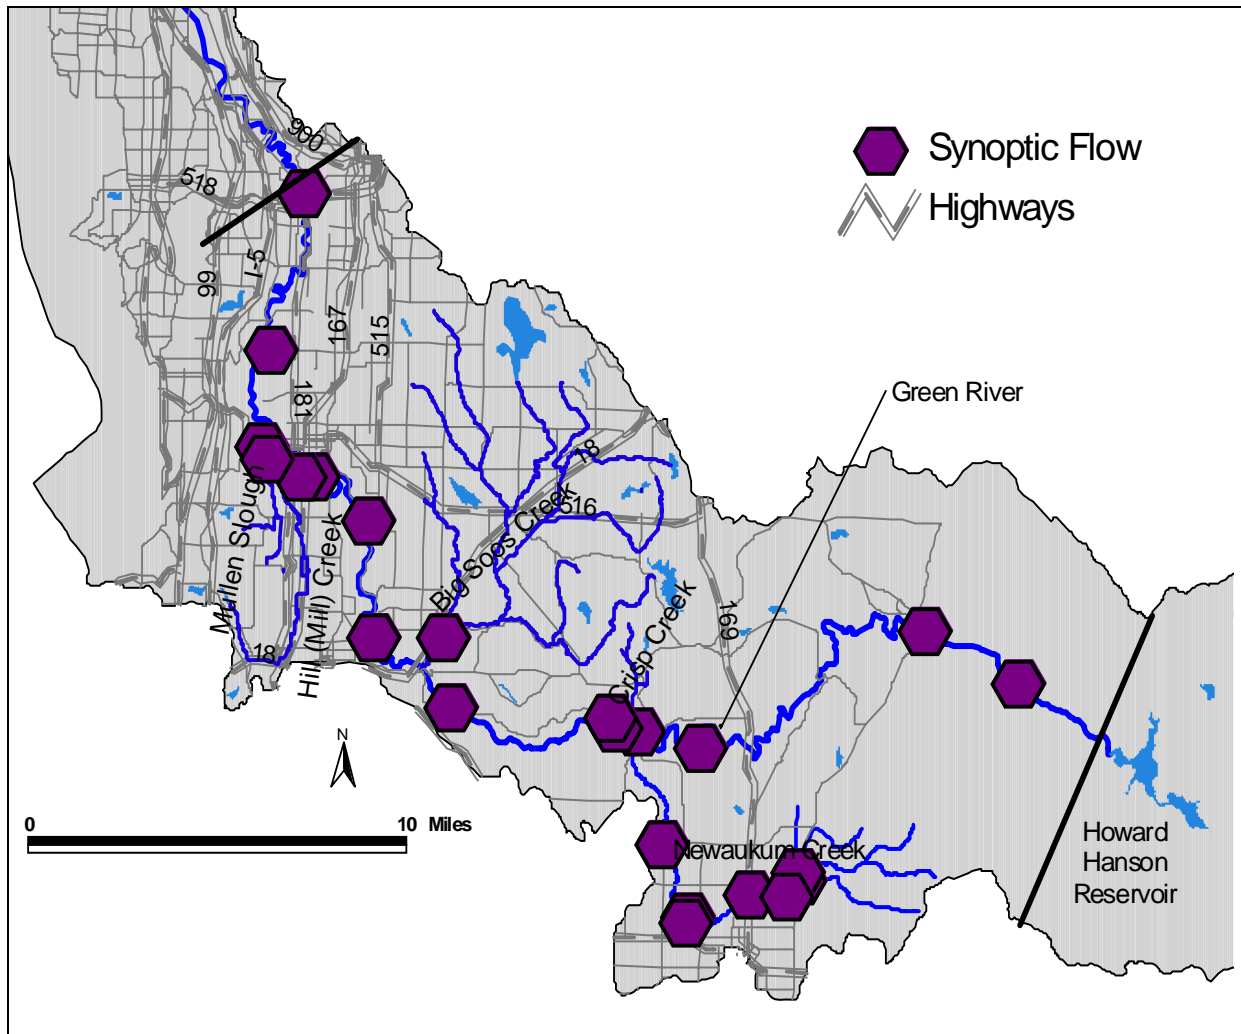 900
518
Synoptic Flow
Highways
99
I-5
167
515
181
Green River
18
516
Mullen Slough
Hill (Mill) Creek
Big Soos Creek
Crisp Creek
169
18
N
0
10 Miles
Newaukum Creek
Howard
Hanson
Reservoir